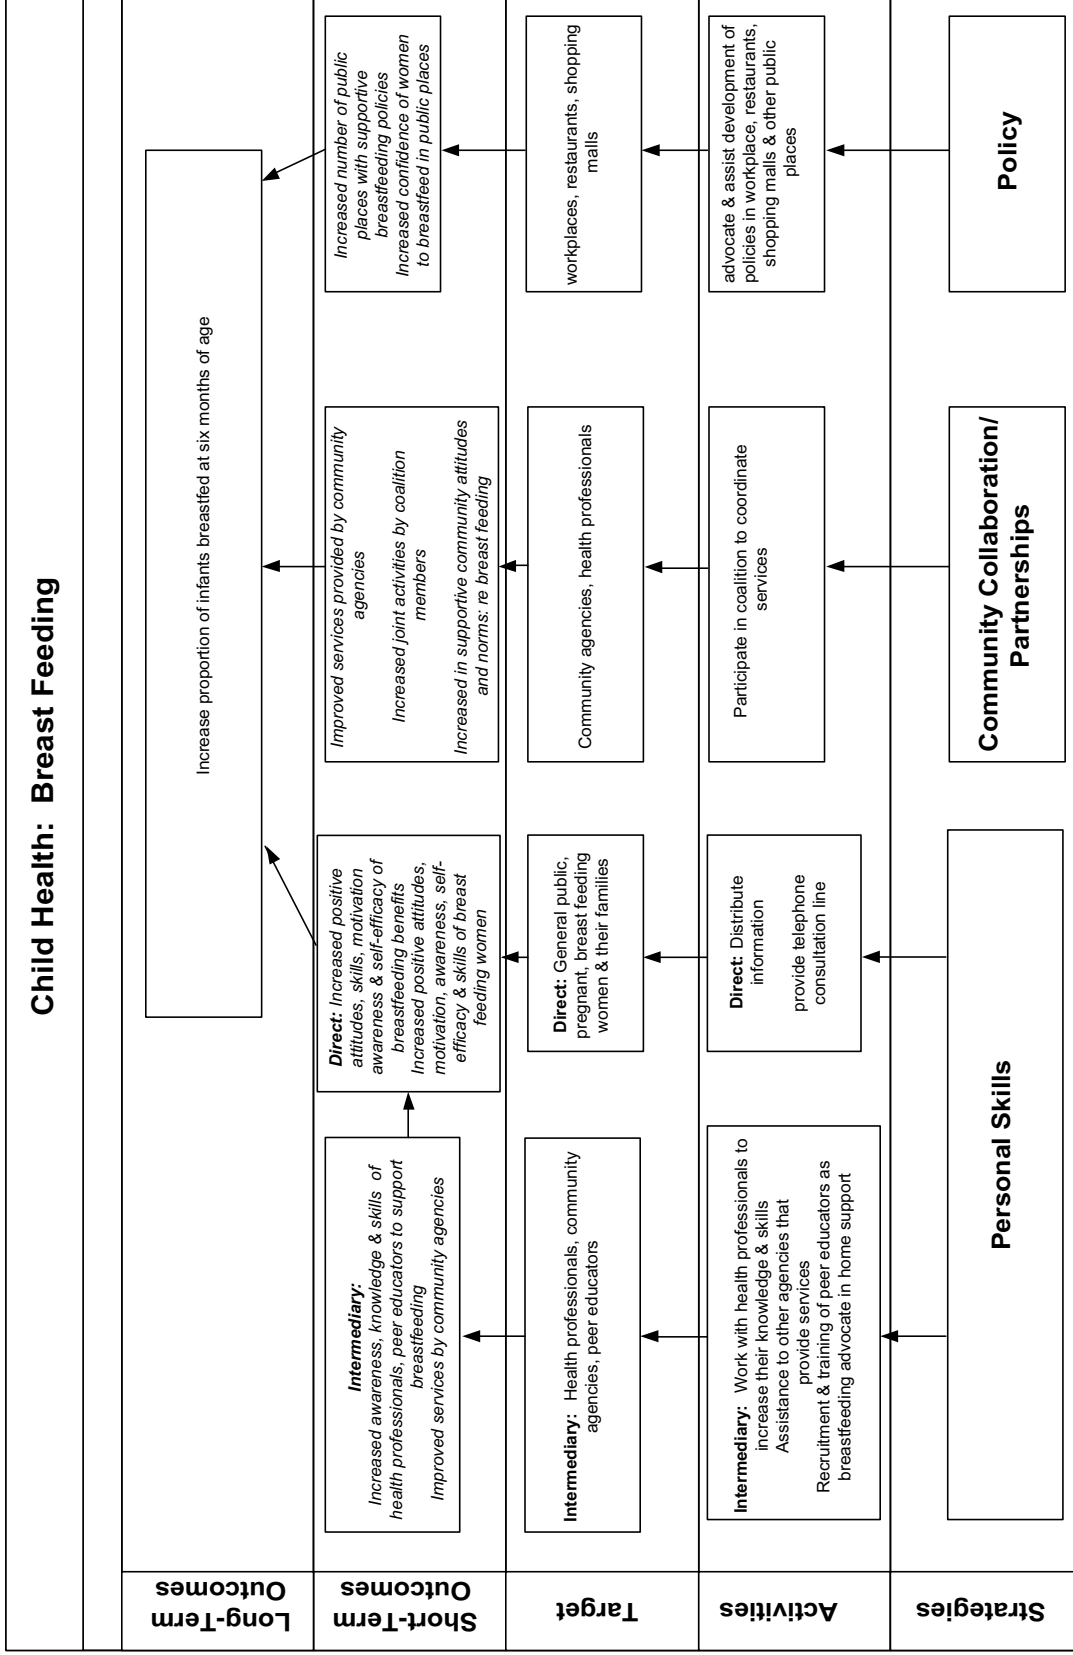 Child Health:  Breast Feeding
Long-Term
Outcomes
Increase proportion of infants breastfed at six months of age
Short-Term
Outcomes
Intermediary:
Increased awareness, knowledge & skills of
health professionals, peer educators to support
breastfeeding
Improved services by community agencies
Direct: Increased positive
attitudes, skills, motivation
awareness & self-efficacy of
breastfeeding benefits
Increased positive attitudes,
motivation, awareness, self-
efficacy & skills of breast
feeding women
Improved services provided by community
agencies
Increased joint activities by coalition
members
Increased in supportive community attitudes
and norms: re breast feeding
Increased number of public
places with supportive
breastfeeding policies
Increased confidence of women
to breastfeed in public places
Target
Intermediary:  Health professionals, community
agencies, peer educators
Direct: General public,
pregnant, breast feeding
women & their families
Community agencies, health professionals
workplaces, restaurants, shopping
malls
Activities
Intermediary:  Work with health professionals to
increase their knowledge & skills
Assistance to other agencies that
provide services
Recruitment & training of peer educators as
breastfeeding advocate in home support
Direct: Distribute
information
provide telephone
consultation line
Participate in coalition to coordinate
services
advocate & assist development of
policies in workplace, restaurants,
shopping malls & other public
places
Strategies
Personal Skills
Community Collaboration/
Partnerships
Policy